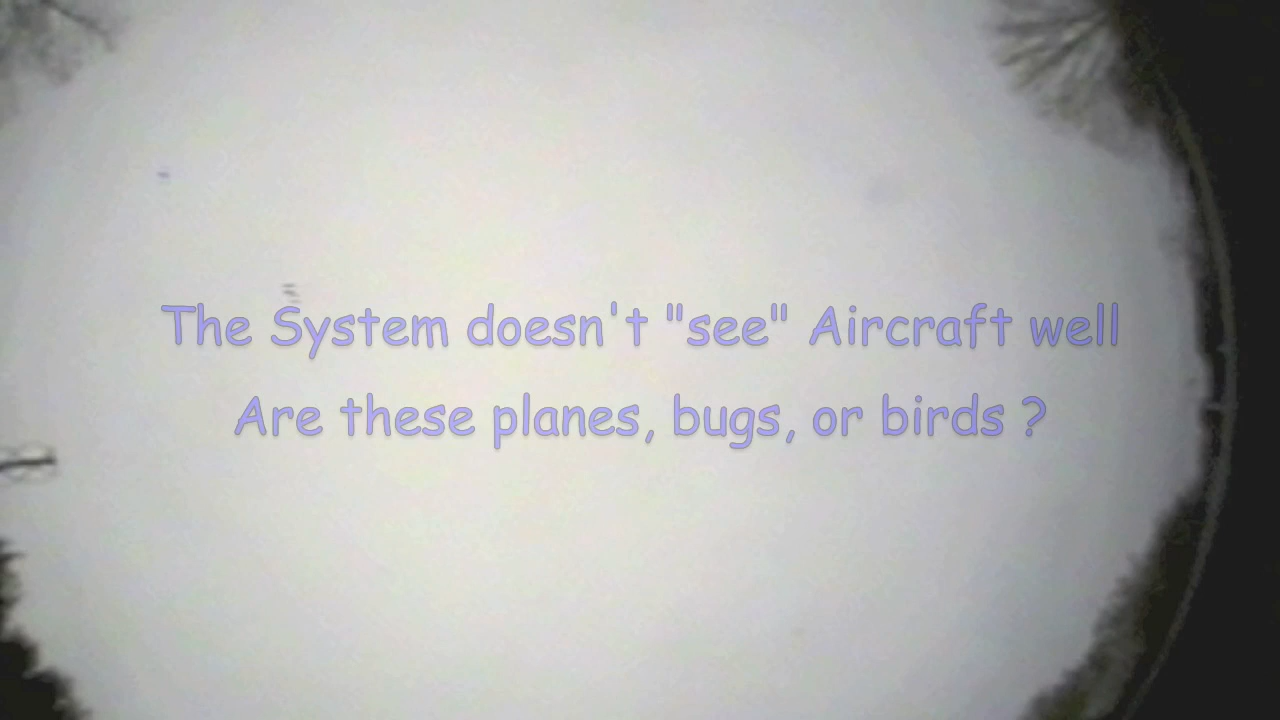 The System doesn't "see" Aircraft well
Are these planes, bugs, or birds ?